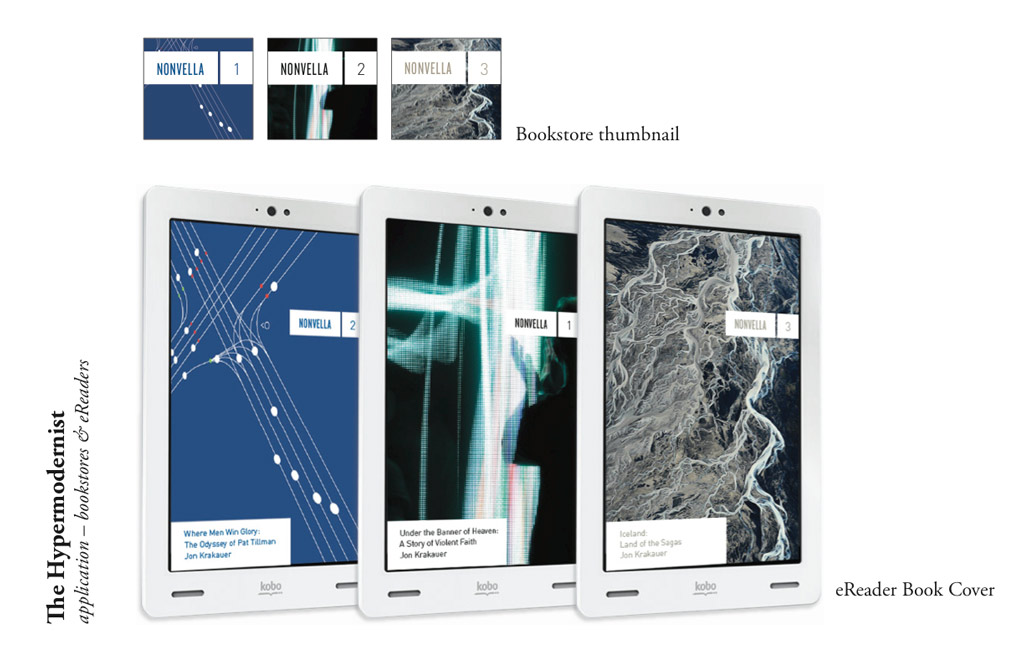 NONVELLA 1
NONVELLA 2
NONVELLA 3
Bookstore thumbnail
The Hypermodernist
application – bookstores & eReaders
NONVELLA 2
Where Men Win Glory:
The Odyssey of Pat Tillman
Jon Krakauer
kobo
NONVELLA 1
Under the Banner of Heaven:
A Story of Violent Faith
Jon Krakauer
kobo
NONVELLA 3
Iceland:
Land of the Sagas
Jon Krakauer
kobo
eReader Book Cover